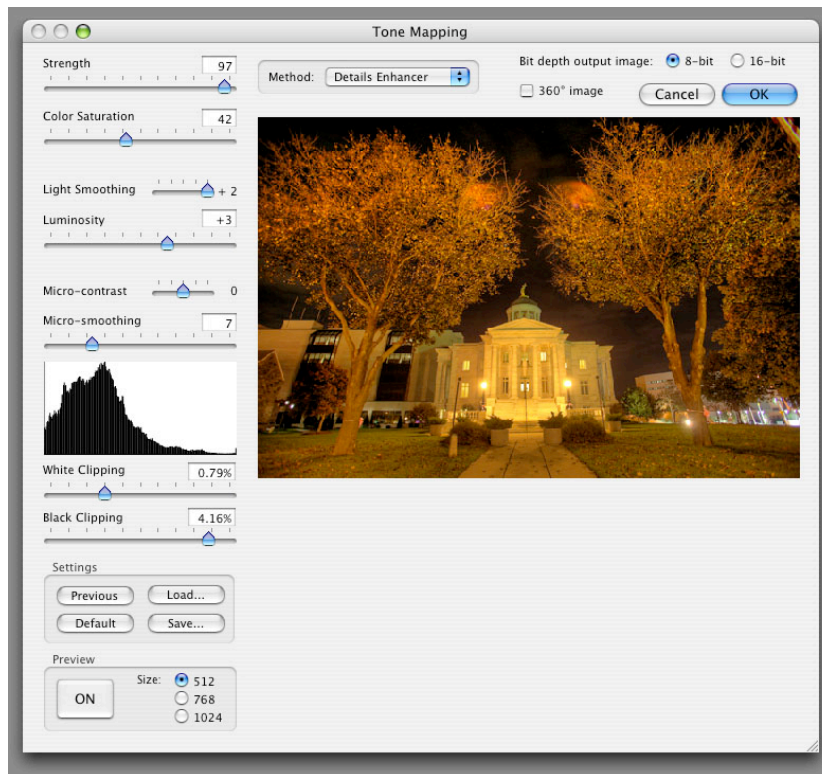 Tone Mapping
Strength 97
Method: Details Enhancer
Bit depth output image: 8-bit 16-bit
360° image Cancel OK
Color Saturation 42
Light Smoothing + 2
Luminosity +3
Micro-contrast 0
Micro-smoothing 7
White Clipping 0.79%
Black Clipping 4.16%
Settings
Previous Load...
Default Save...
Preview
ON
Size: 512
768
1024